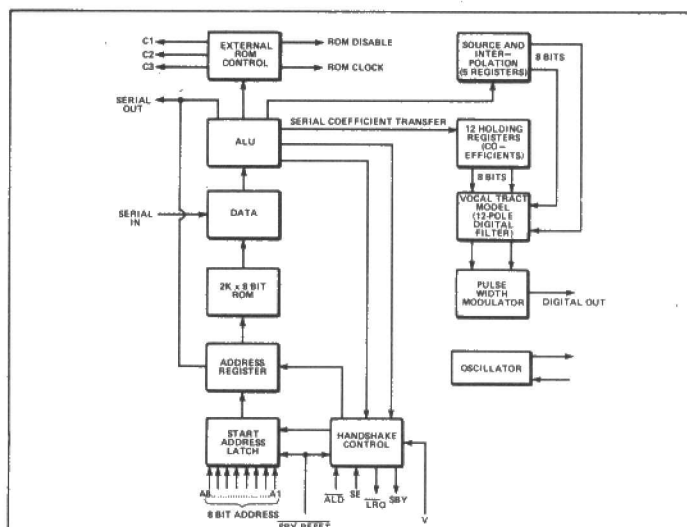 C1
C2
C3
EXTERNAL
ROM
CONTROL
ROM DISABLE
ROM CLOCK
SOURCE AND
INTER-
POLATION
(5 REGISTERS)
8 BITS
SERIAL
OUT
ALU
SERIAL COEFFICIENT TRANSFER
12 HOLDING
REGISTERS
(CO-
EFFICIENTS)
8 BITS
VOCAL TRACT
MODEL
(12-POLE
DIGITAL
FILTER)
SERIAL
IN
DATA
2K x 8 BIT
ROM
PULSE
WIDTH
MODULATOR
DIGITAL OUT
ADDRESS
REGISTER
OSCILLATOR
START
ADDRESS
LATCH
HANDSHAKE
CONTROL
A8 A1
8 BIT ADDRESS
ALD SE LRQ SBY
SBY RESET
V